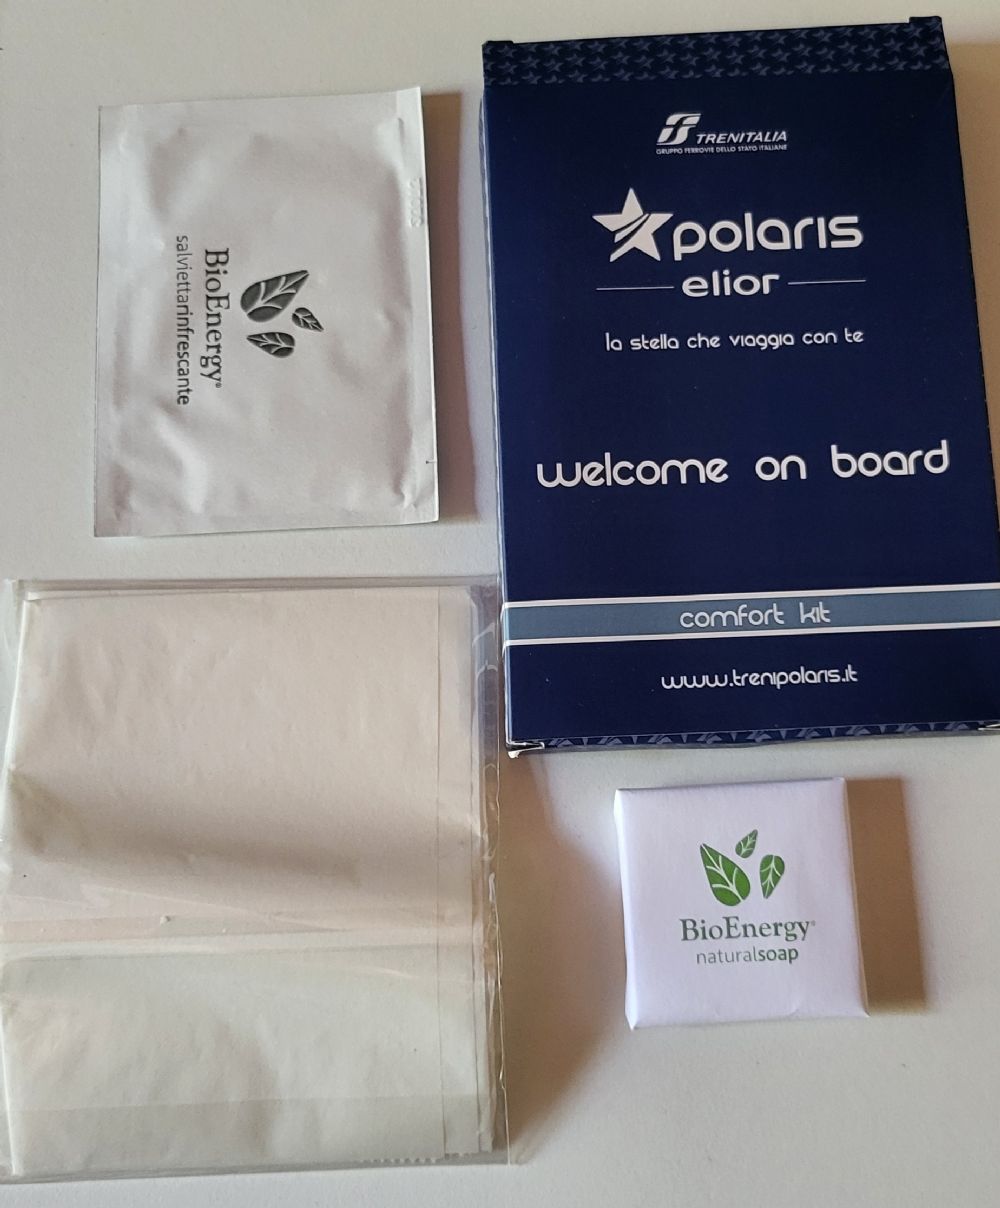 BioEnergy®
salviettarinfrescante
TRENITALIA
GRUPPO FERROVIE DELLO STATO ITALIANE
polaris
elior
la stella che viaggia con te
welcome on board
comfort kit
www.trenipolaris.it
BioEnergy®
naturalsoap